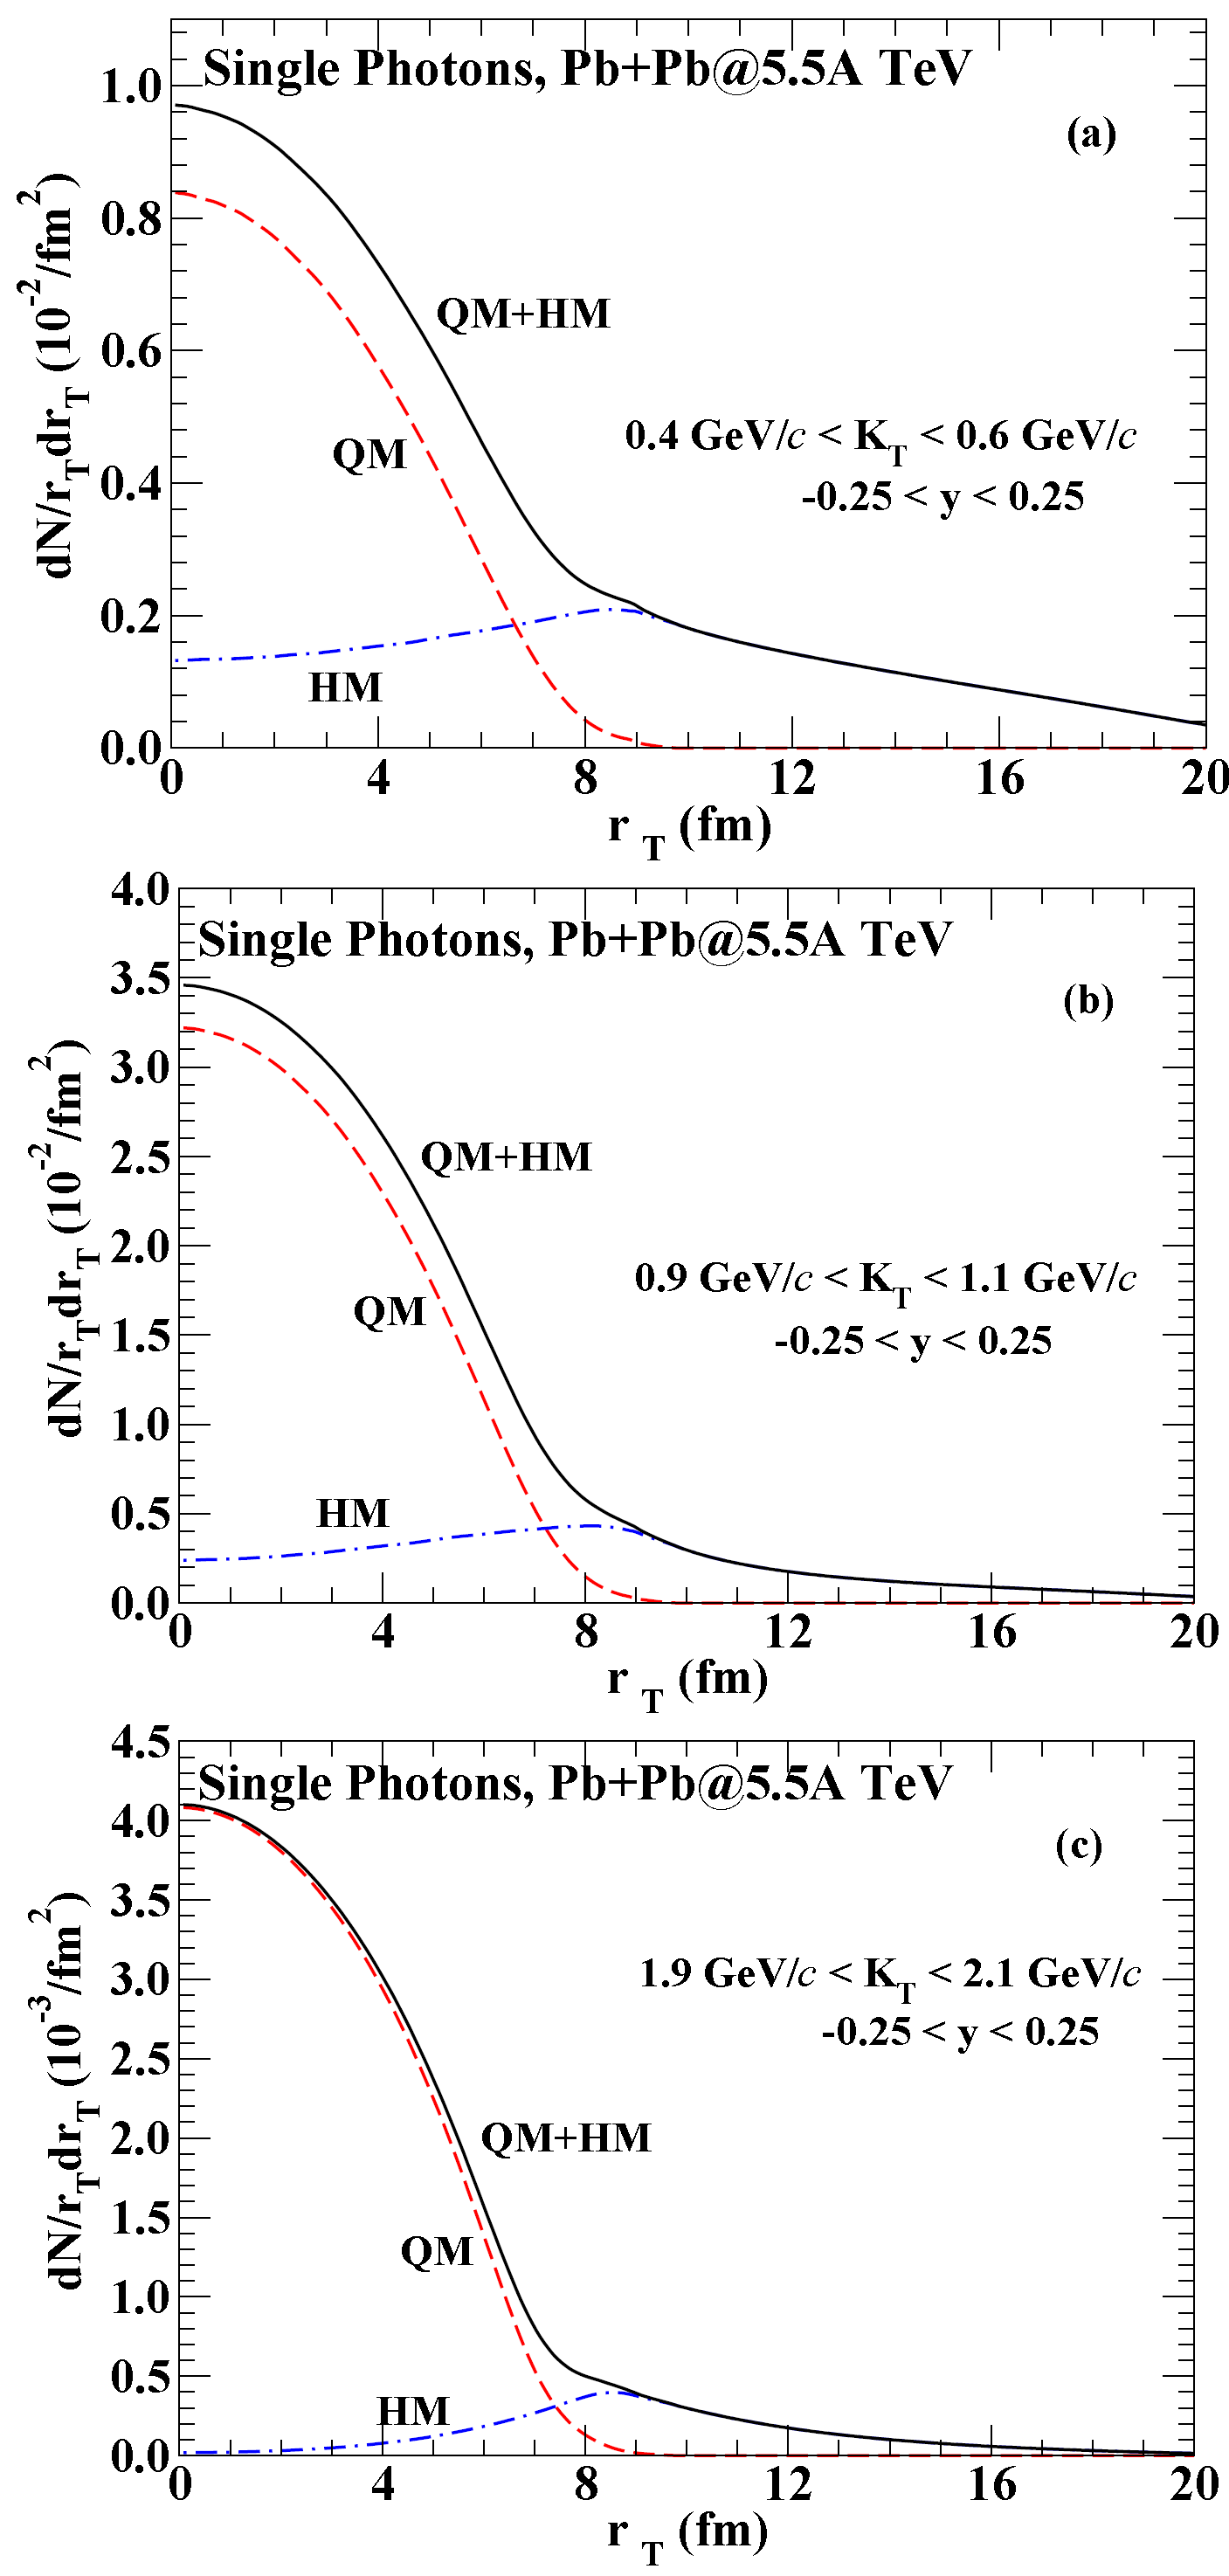 Single Photons, Pb+Pb@5.5A TeV
(a)
1.0
0.8
0.6
0.4
0.2
0.0
dN/r_T dr_T (10^-2/fm^2)
QM+HM
QM
HM
0.4 GeV/c < K_T < 0.6 GeV/c
-0.25 < y < 0.25
0 4 8 12 16 20
r_T (fm)
Single Photons, Pb+Pb@5.5A TeV
(b)
4.0
3.5
3.0
2.5
2.0
1.5
1.0
0.5
0.0
dN/r_T dr_T (10^-2/fm^2)
QM+HM
QM
HM
0.9 GeV/c < K_T < 1.1 GeV/c
-0.25 < y < 0.25
0 4 8 12 16 20
r_T (fm)
Single Photons, Pb+Pb@5.5A TeV
(c)
4.5
4.0
3.5
3.0
2.5
2.0
1.5
1.0
0.5
0.0
dN/r_T dr_T (10^-3/fm^2)
1.9 GeV/c < K_T < 2.1 GeV/c
-0.25 < y < 0.25
QM+HM
QM
HM
0 4 8 12 16 20
r_T (fm)